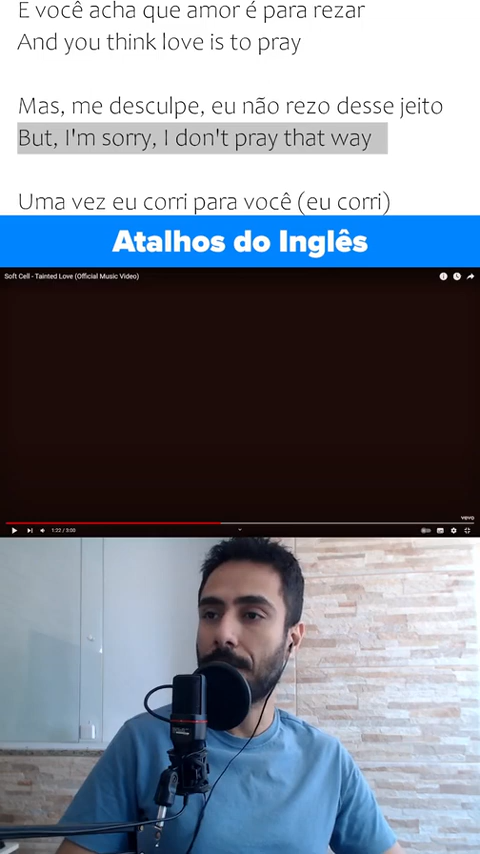 E você acha que amor é para rezar
And you think love is to pray
Mas, me desculpe, eu não rezo desse jeito
But, I'm sorry, I don't pray that way
Uma vez eu corri para você (eu corri)
Atalhos do Inglês
Soft Cell - Tainted Love (Official Music Video)
vevo
1:22 / 3:00